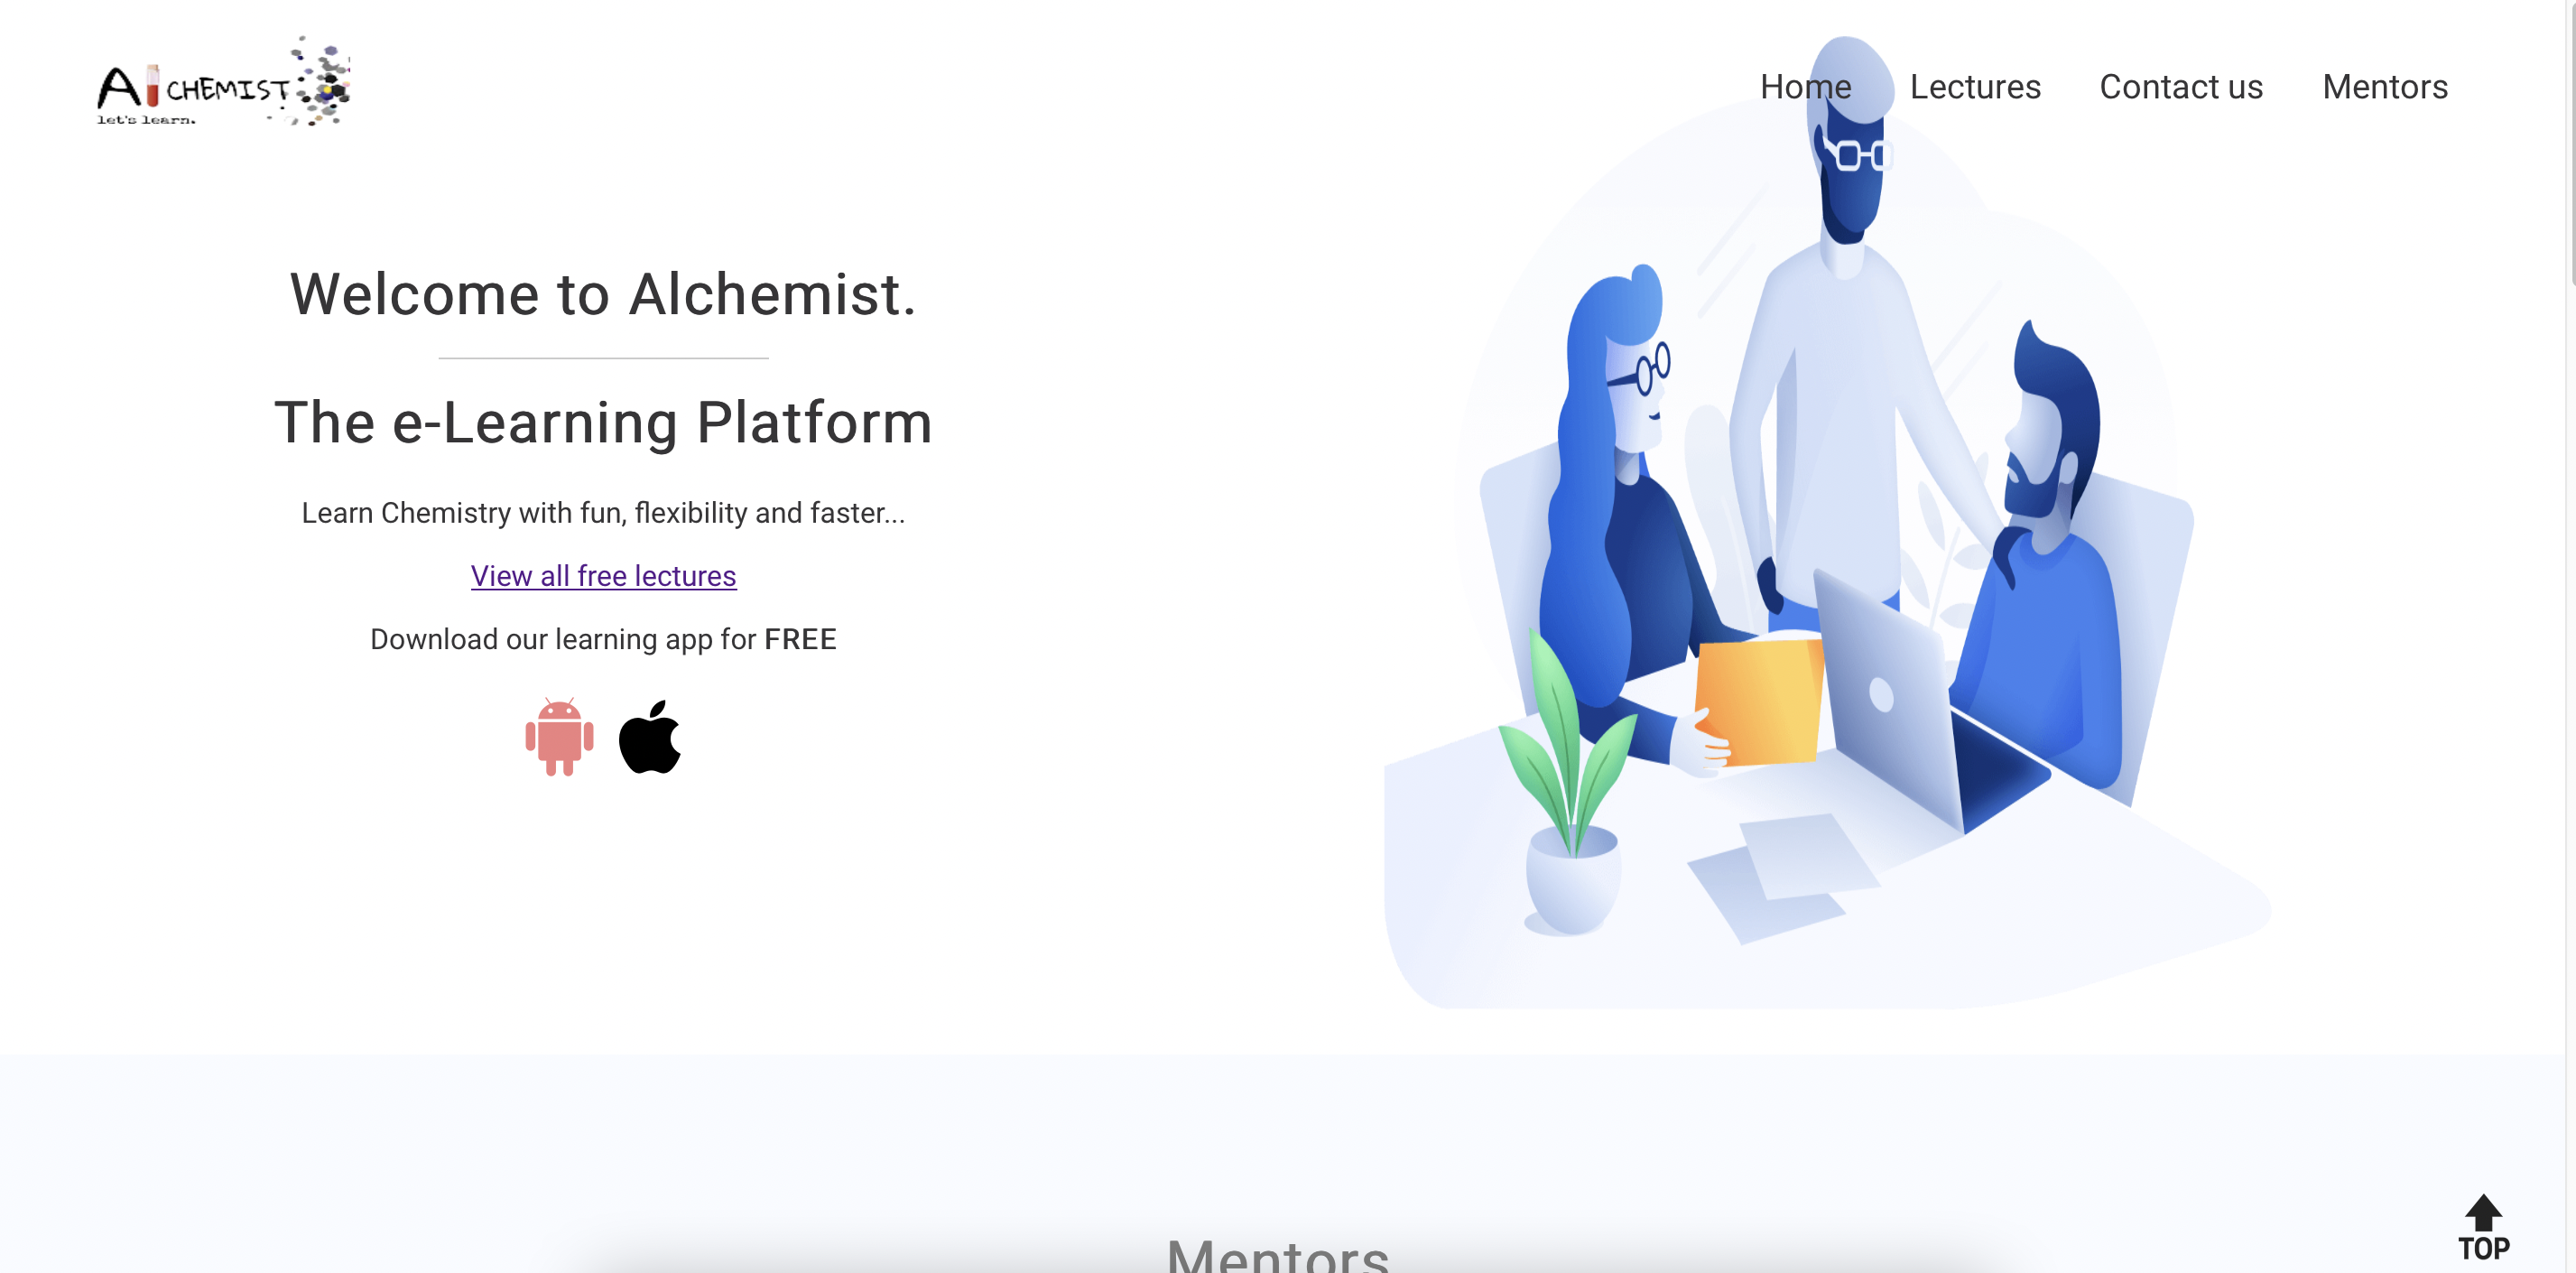 AlCHEMIST
let's learn.
Home Lectures Contact us Mentors
Welcome to Alchemist.
The e-Learning Platform
Learn Chemistry with fun, flexibility and faster...
View all free lectures
Download our learning app for FREE
Mentors
TOP